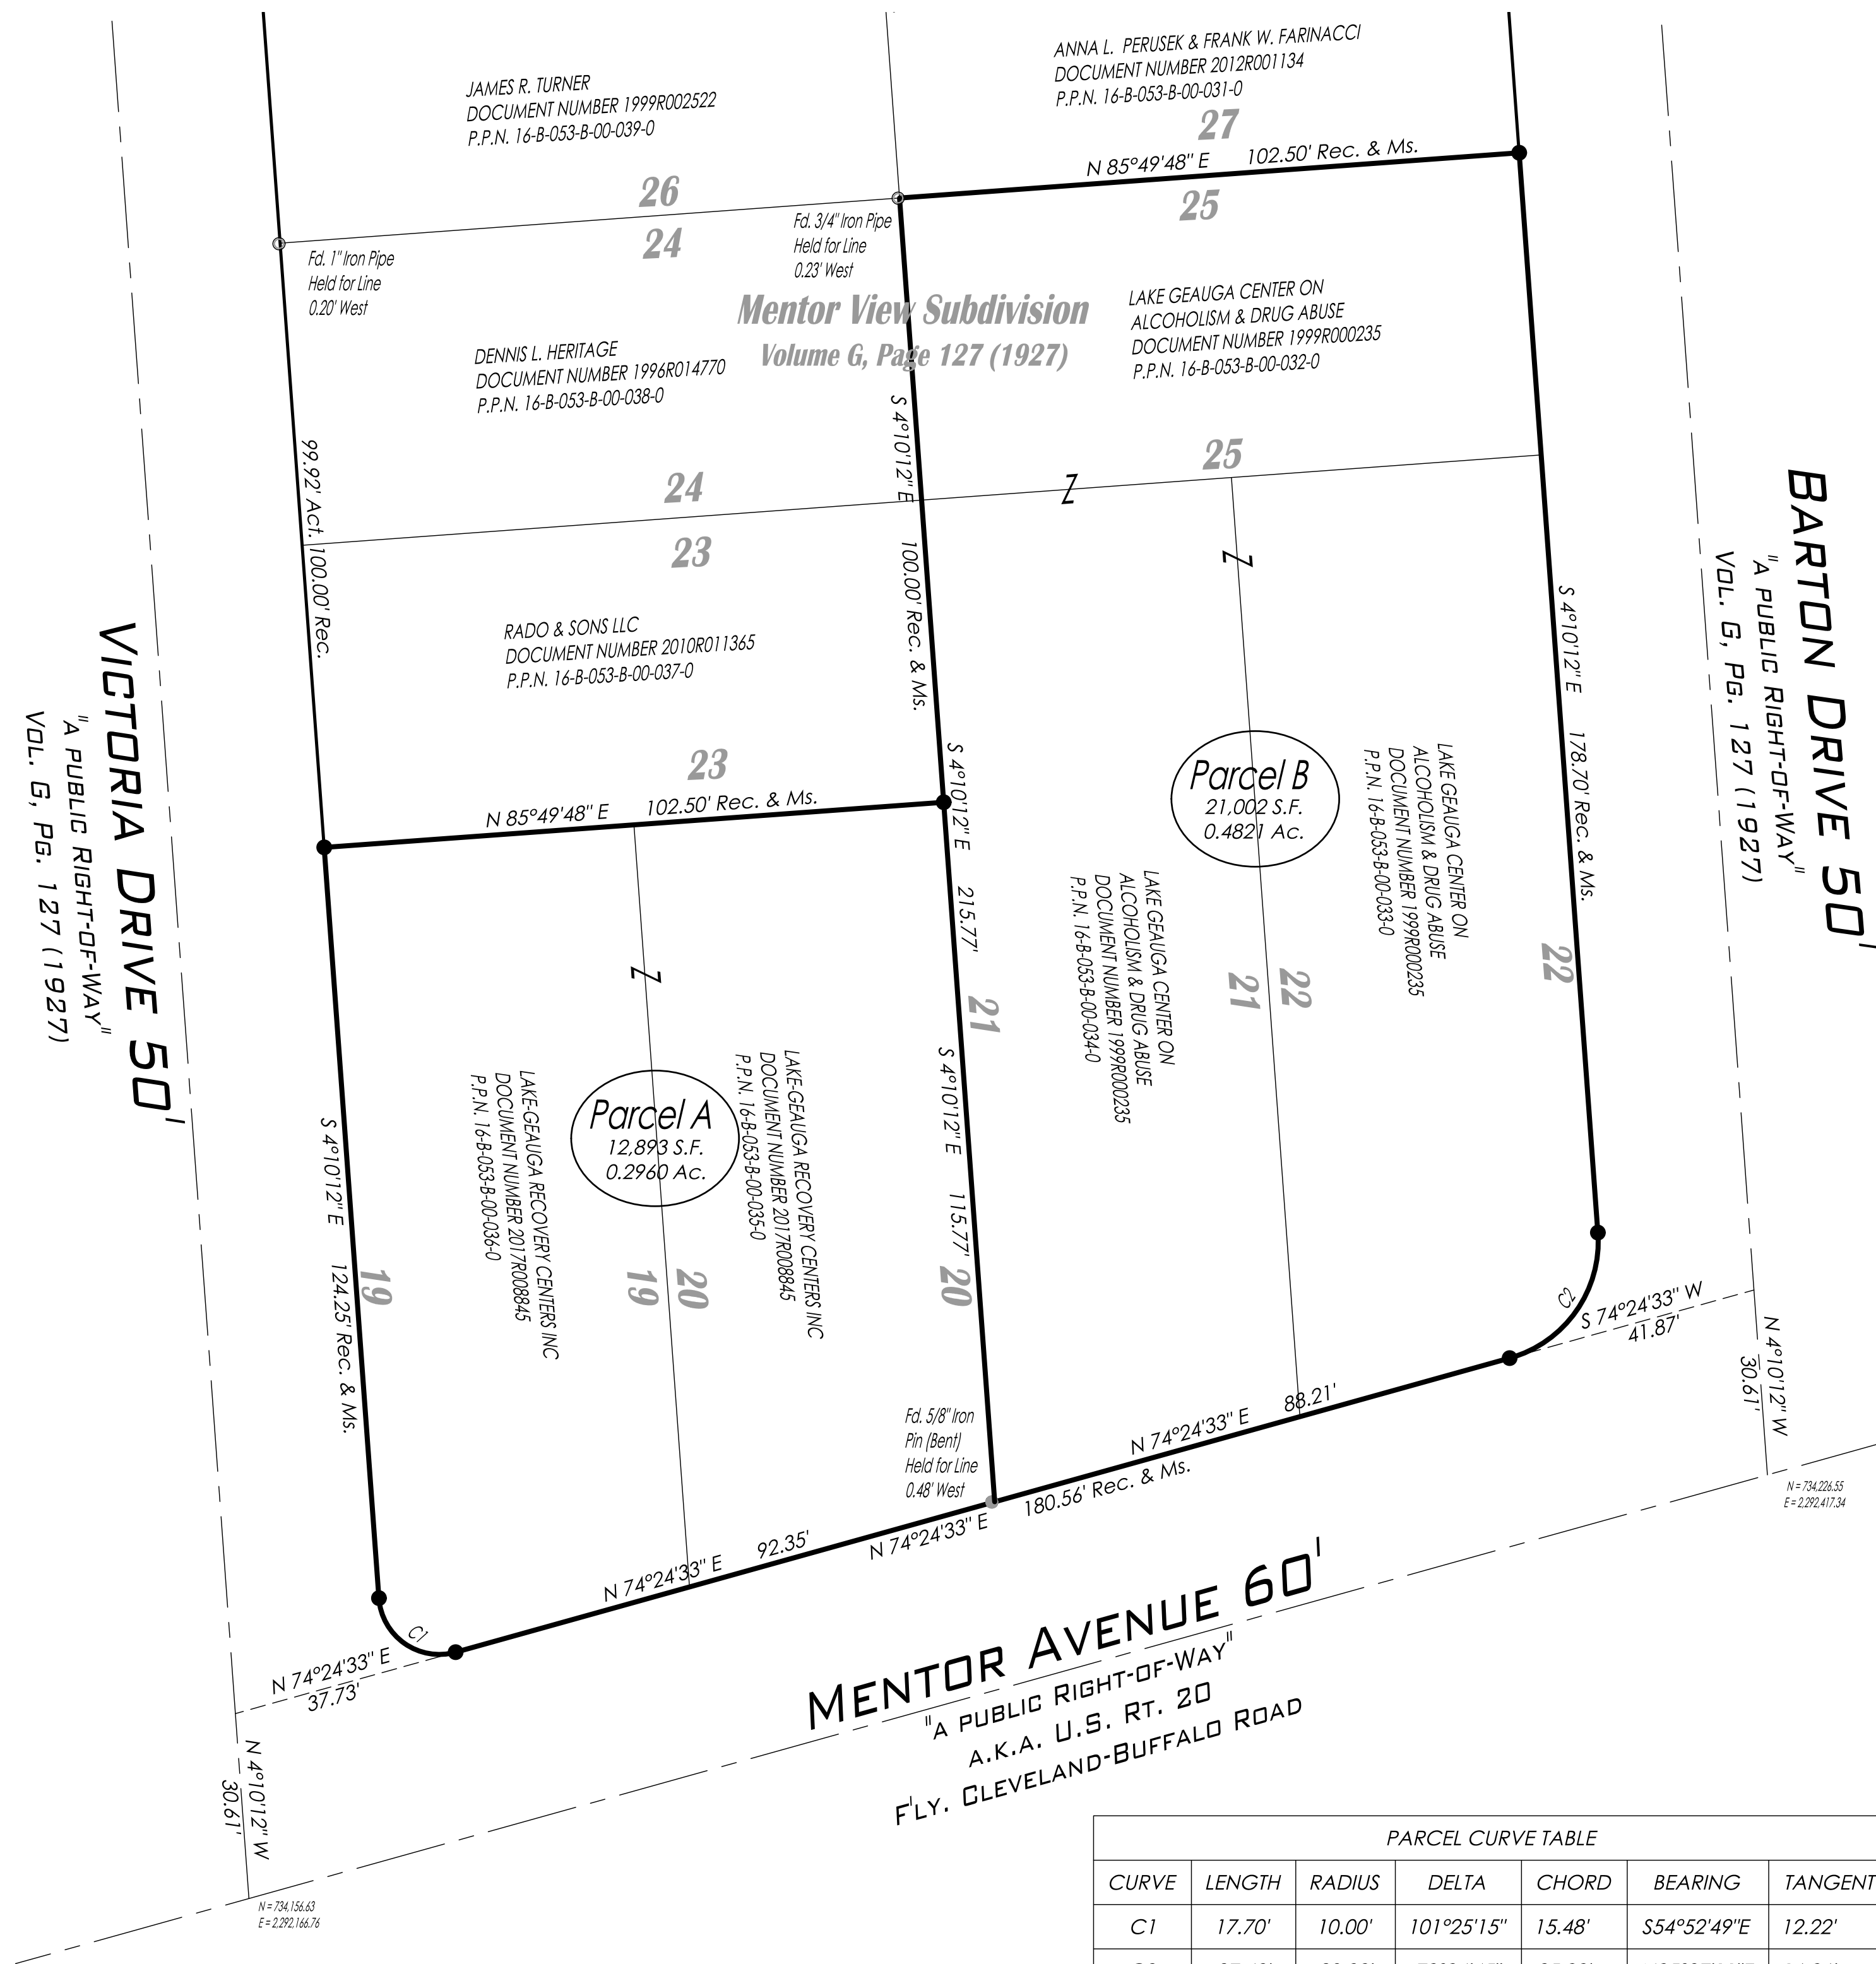 JAMES R. TURNER
DOCUMENT NUMBER 1999R002522
P.P.N. 16-B-053-B-00-039-0
ANNA L. PERUSEK & FRANK W. FARINACCI
DOCUMENT NUMBER 2012R001134
P.P.N. 16-B-053-B-00-031-0
27
N 85°49'48" E 102.50' Rec. & Ms.
25
26
24
Fd. 1" Iron Pipe
Held for Line
0.20' West
Fd. 3/4" Iron Pipe
Held for Line
0.23' West
Mentor View Subdivision
Volume G, Page 127 (1927)
LAKE GEAUGA CENTER ON
ALCOHOLISM & DRUG ABUSE
DOCUMENT NUMBER 1999R000235
P.P.N. 16-B-053-B-00-032-0
DENNIS L. HERITAGE
DOCUMENT NUMBER 1996R014770
P.P.N. 16-B-053-B-00-038-0
S 4°10'12" E 100.00' Rec. & Ms.
99.92' Act. 100.00' Rec.
24
23
25
Z
Z
RADO & SONS LLC
DOCUMENT NUMBER 2010R011365
P.P.N. 16-B-053-B-00-037-0
23
N 85°49'48" E 102.50' Rec. & Ms.
VICTORIA DRIVE 50'
"A PUBLIC RIGHT-OF-WAY"
VOL. G, PG. 127 (1927)
BARTON DRIVE 50'
"A PUBLIC RIGHT-OF-WAY"
VOL. G, PG. 127 (1927)
S 4°10'12" E 178.70' Rec. & Ms.
S 4°10'12" E 215.77'
Parcel B
21,002 S.F.
0.4821 Ac.
LAKE GEAUGA CENTER ON
ALCOHOLISM & DRUG ABUSE
DOCUMENT NUMBER 1999R000235
P.P.N. 16-B-053-B-00-033-0
LAKE GEAUGA CENTER ON
ALCOHOLISM & DRUG ABUSE
DOCUMENT NUMBER 1999R000235
P.P.N. 16-B-053-B-00-034-0
22
21
22
21
Z
Parcel A
12,893 S.F.
0.2960 Ac.
LAKE-GEAUGA RECOVERY CENTERS INC
DOCUMENT NUMBER 2017R008845
P.P.N. 16-B-053-B-00-035-0
LAKE-GEAUGA RECOVERY CENTERS INC
DOCUMENT NUMBER 2017R008845
P.P.N. 16-B-053-B-00-036-0
S 4°10'12" E 115.77'
S 4°10'12" E 124.25' Rec. & Ms.
19
19
20
20
C2
S 74°24'33" W
41.87'
N 4°10'12" W
30.61'
Fd. 5/8" Iron
Pin (Bent)
Held for Line
0.48' West
N 74°24'33" E 88.21'
N 74°24'33" E 180.56' Rec. & Ms.
N 74°24'33" E 92.35'
N = 734,226.55
E = 2,292,417.34
C1
N 74°24'33" E
37.73'
N 4°10'12" W
30.61'
N = 734,156.63
E = 2,292,166.76
MENTOR AVENUE 60'
"A PUBLIC RIGHT-OF-WAY"
A.K.A. U.S. RT. 20
F'LY. CLEVELAND-BUFFALO ROAD
PARCEL CURVE TABLE
CURVE LENGTH RADIUS DELTA CHORD BEARING TANGENT
C1 17.70' 10.00' 101°25'15" 15.48' S54°52'49"E 12.22'